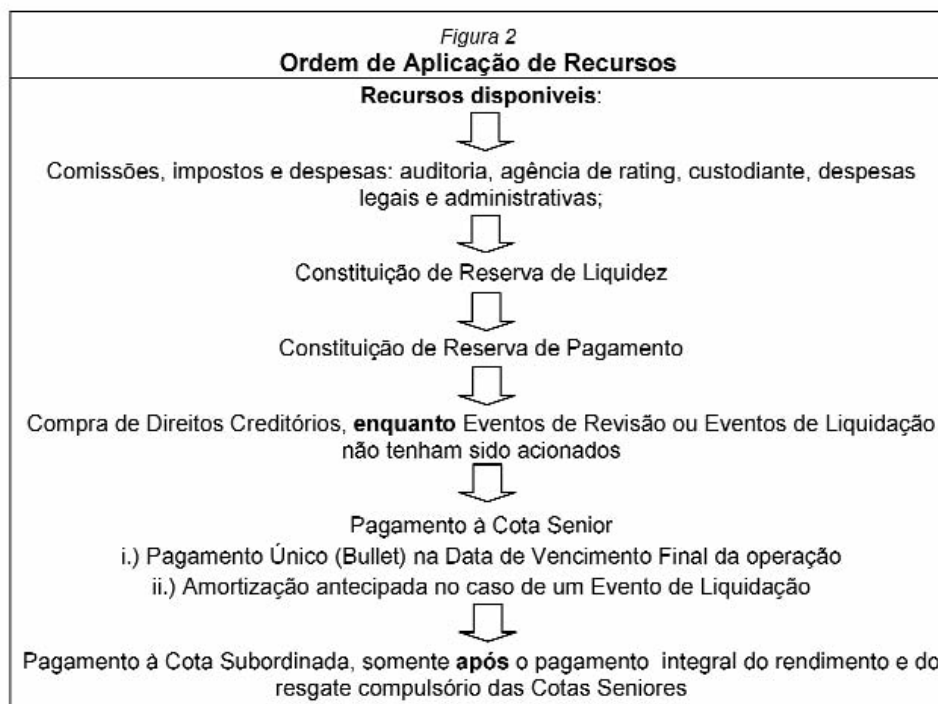 Figura 2
Ordem de Aplicação de Recursos
Recursos disponiveis:
Comissões, impostos e despesas: auditoria, agência de rating, custodiante, despesas
legais e administrativas;
Constituição de Reserva de Liquidez
Constituição de Reserva de Pagamento
Compra de Direitos Creditórios, enquanto Eventos de Revisão ou Eventos de Liquidação
não tenham sido acionados
Pagamento à Cota Senior
i.) Pagamento Único (Bullet) na Data de Vencimento Final da operação
ii.) Amortização antecipada no caso de um Evento de Liquidação
Pagamento à Cota Subordinada, somente após o pagamento integral do rendimento e do
resgate compulsório das Cotas Seniores